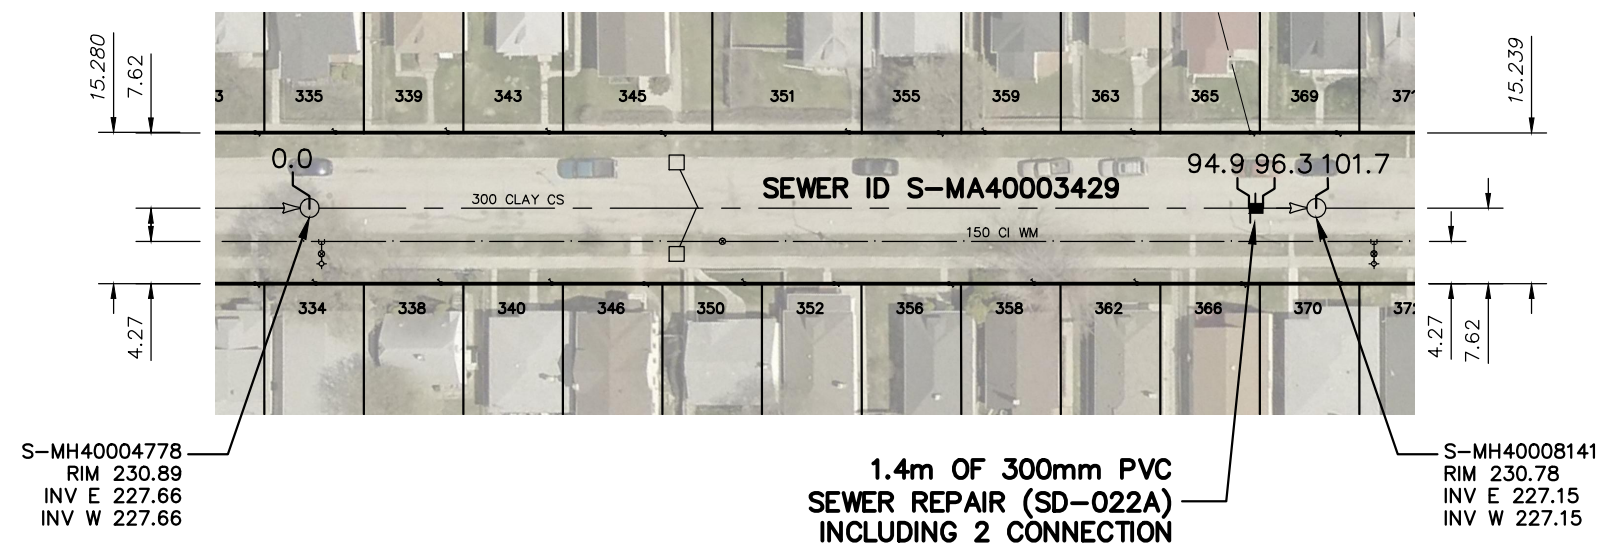 15.280
7.62
3
335
339
343
345
351
355
359
363
365
369
371
15.239
0.0
94.9 96.3 101.7
SEWER ID S-MA40003429
300 CLAY CS
150 CI WM
334
338
340
346
350
352
356
358
362
366
370
372
4.27
4.27
7.62
S-MH40004778
RIM 230.89
INV E 227.66
INV W 227.66
1.4m OF 300mm PVC
SEWER REPAIR (SD-022A)
INCLUDING 2 CONNECTION
S-MH40008141
RIM 230.78
INV E 227.15
INV W 227.15